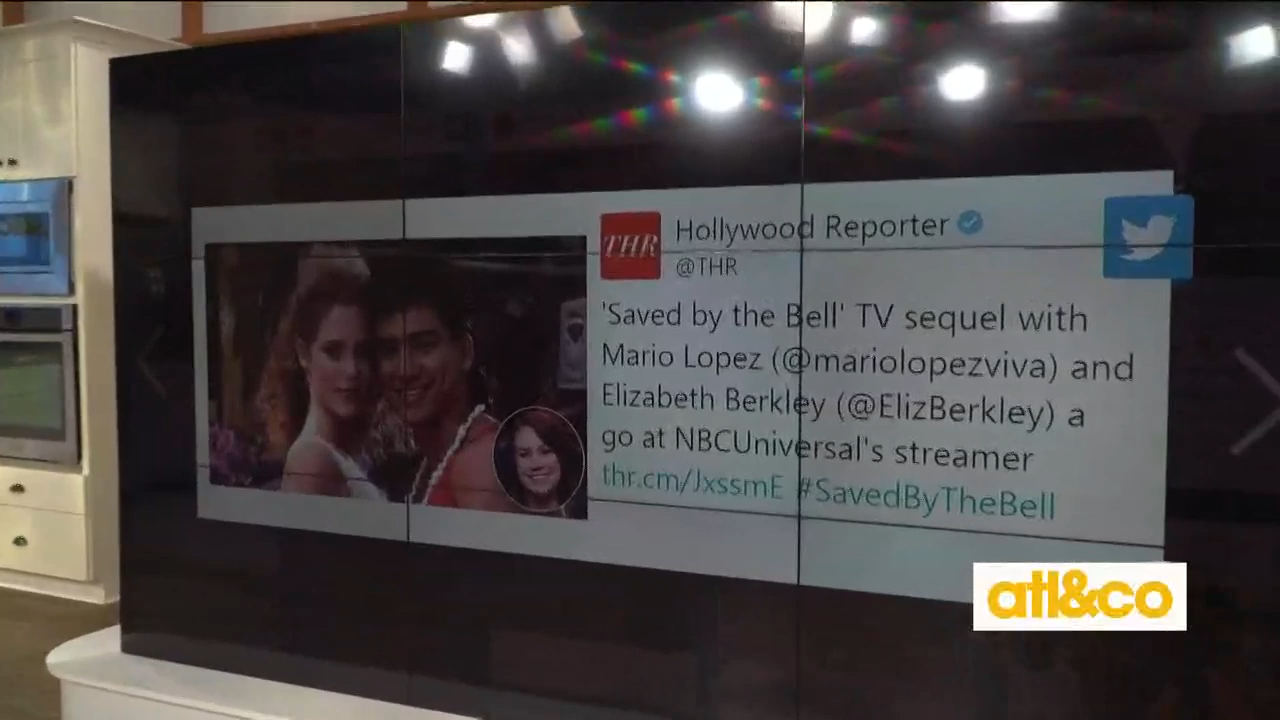 THR
Hollywood Reporter
@THR
'Saved by the Bell' TV sequel with
Mario Lopez (@mariolopezviva) and
Elizabeth Berkley (@ElizBerkley) a
go at NBCUniversal's streamer
thr.cm/JxssmE #SavedByTheBell
atl&co